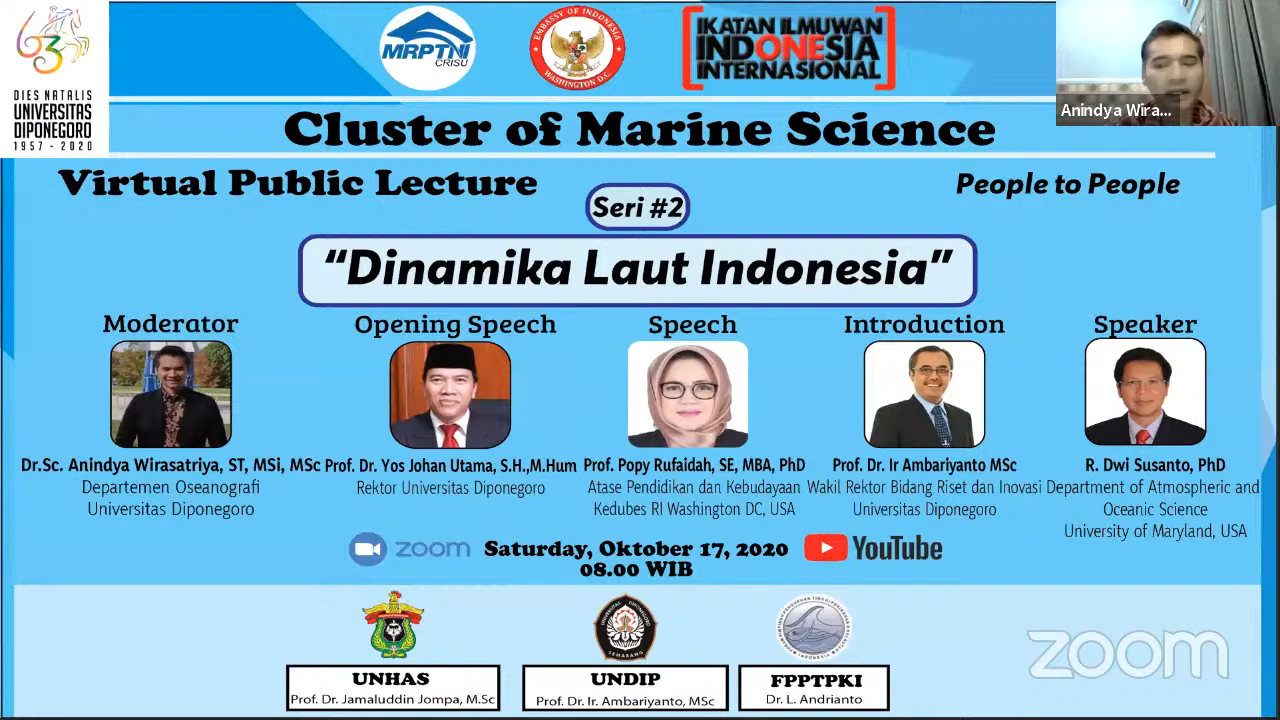 63
DIES NATALIS
UNIVERSITAS
DIPONEGORO
1957 - 2020
MRPTNI
CRISU
EMBASSY OF INDONESIA
WASHINGTON D.C.
IKATAN ILMUWAN
INDONESIA
INTERNASIONAL
Anindya Wira...
Cluster of Marine Science
Virtual Public Lecture
People to People
Seri #2
“Dinamika Laut Indonesia”
Moderator
Opening Speech
Speech
Introduction
Speaker
Dr.Sc. Anindya Wirasatriya, ST, MSi, MSc
Departemen Oseanografi
Universitas Diponegoro
Prof. Dr. Yos Johan Utama, S.H.,M.Hum
Rektor Universitas Diponegoro
Prof. Popy Rufaidah, SE, MBA, PhD
Atase Pendidikan dan Kebudayaan
Kedubes RI Washington DC, USA
Prof. Dr. Ir Ambariyanto MSc
Wakil Rektor Bidang Riset dan Inovasi
Universitas Diponegoro
R. Dwi Susanto, PhD
Department of Atmospheric and
Oceanic Science
University of Maryland, USA
zoom
Saturday, Oktober 17, 2020
08.00 WIB
YouTube
UNIVERSITAS DIPONEGORO
SEMARANG
zoom
UNHAS
Prof. Dr. Jamaluddin Jompa, M.Sc
UNDIP
Prof. Dr. Ir. Ambariyanto, MSc
FPPTPKI
Dr. L. Andrianto